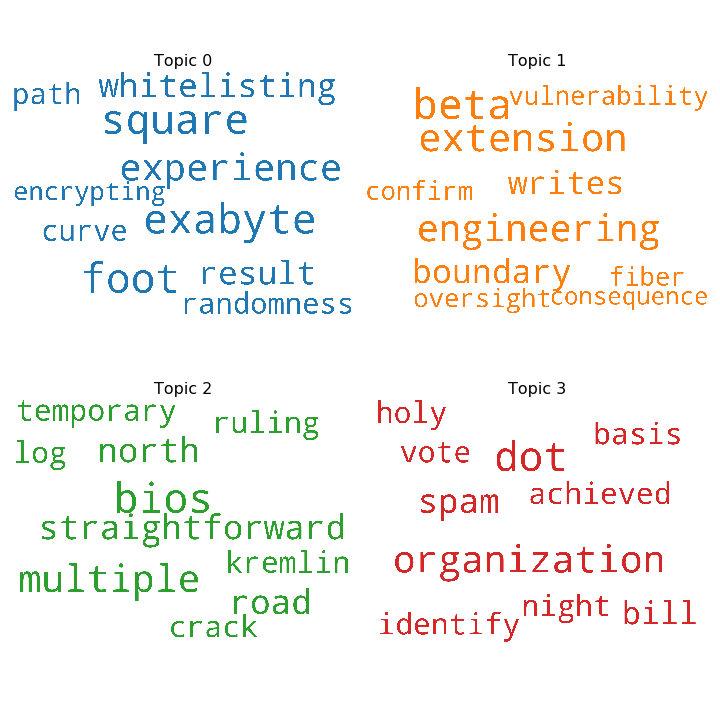 Topic 0
whitelisting
path
square
experience
encrypting
exabyte
curve
foot
result
randomness
Topic 1
beta
vulnerability
extension
confirm
writes
engineering
boundary
fiber
oversight
consequence
Topic 2
temporary
ruling
log
north
bios
straightforward
kremlin
multiple
road
crack
Topic 3
holy
basis
vote
dot
spam
achieved
organization
night
bill
identify